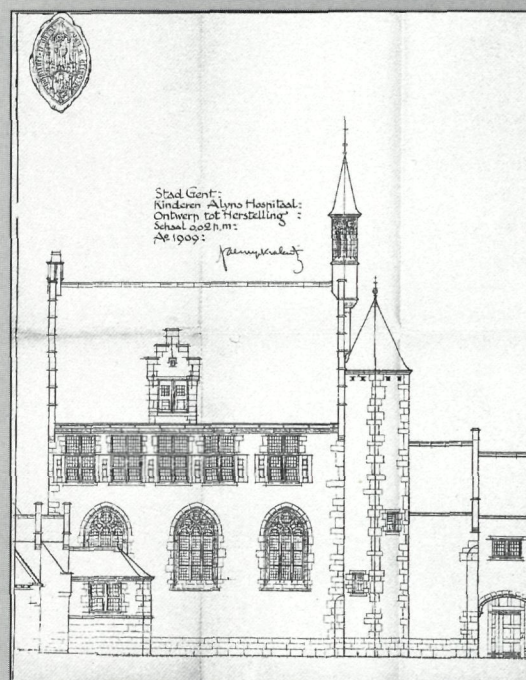 Stad Gent:
Kinderen Alyns Hospitaal:
Ontwerp tot Herstelling :
Schaal 0,02 p.m:
Ao 1909: